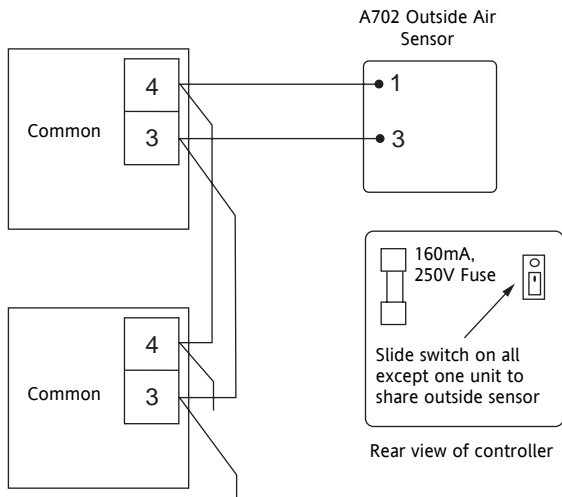 A702 Outside Air
Sensor
4
Common
3
1
3
160mA,
250V Fuse
Slide switch on all
except one unit to
share outside sensor
Rear view of controller
4
Common
3